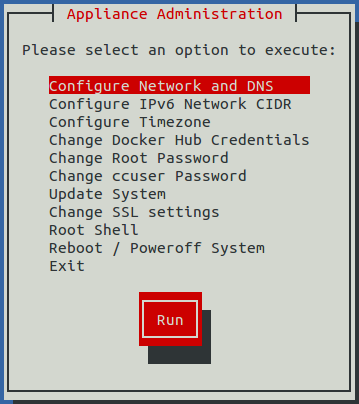 Appliance Administration
Please select an option to execute:
Configure Network and DNS
Configure IPv6 Network CIDR
Configure Timezone
Change Docker Hub Credentials
Change Root Password
Change ccuser Password
Update System
Change SSL settings
Root Shell
Reboot / Poweroff System
Exit
Run